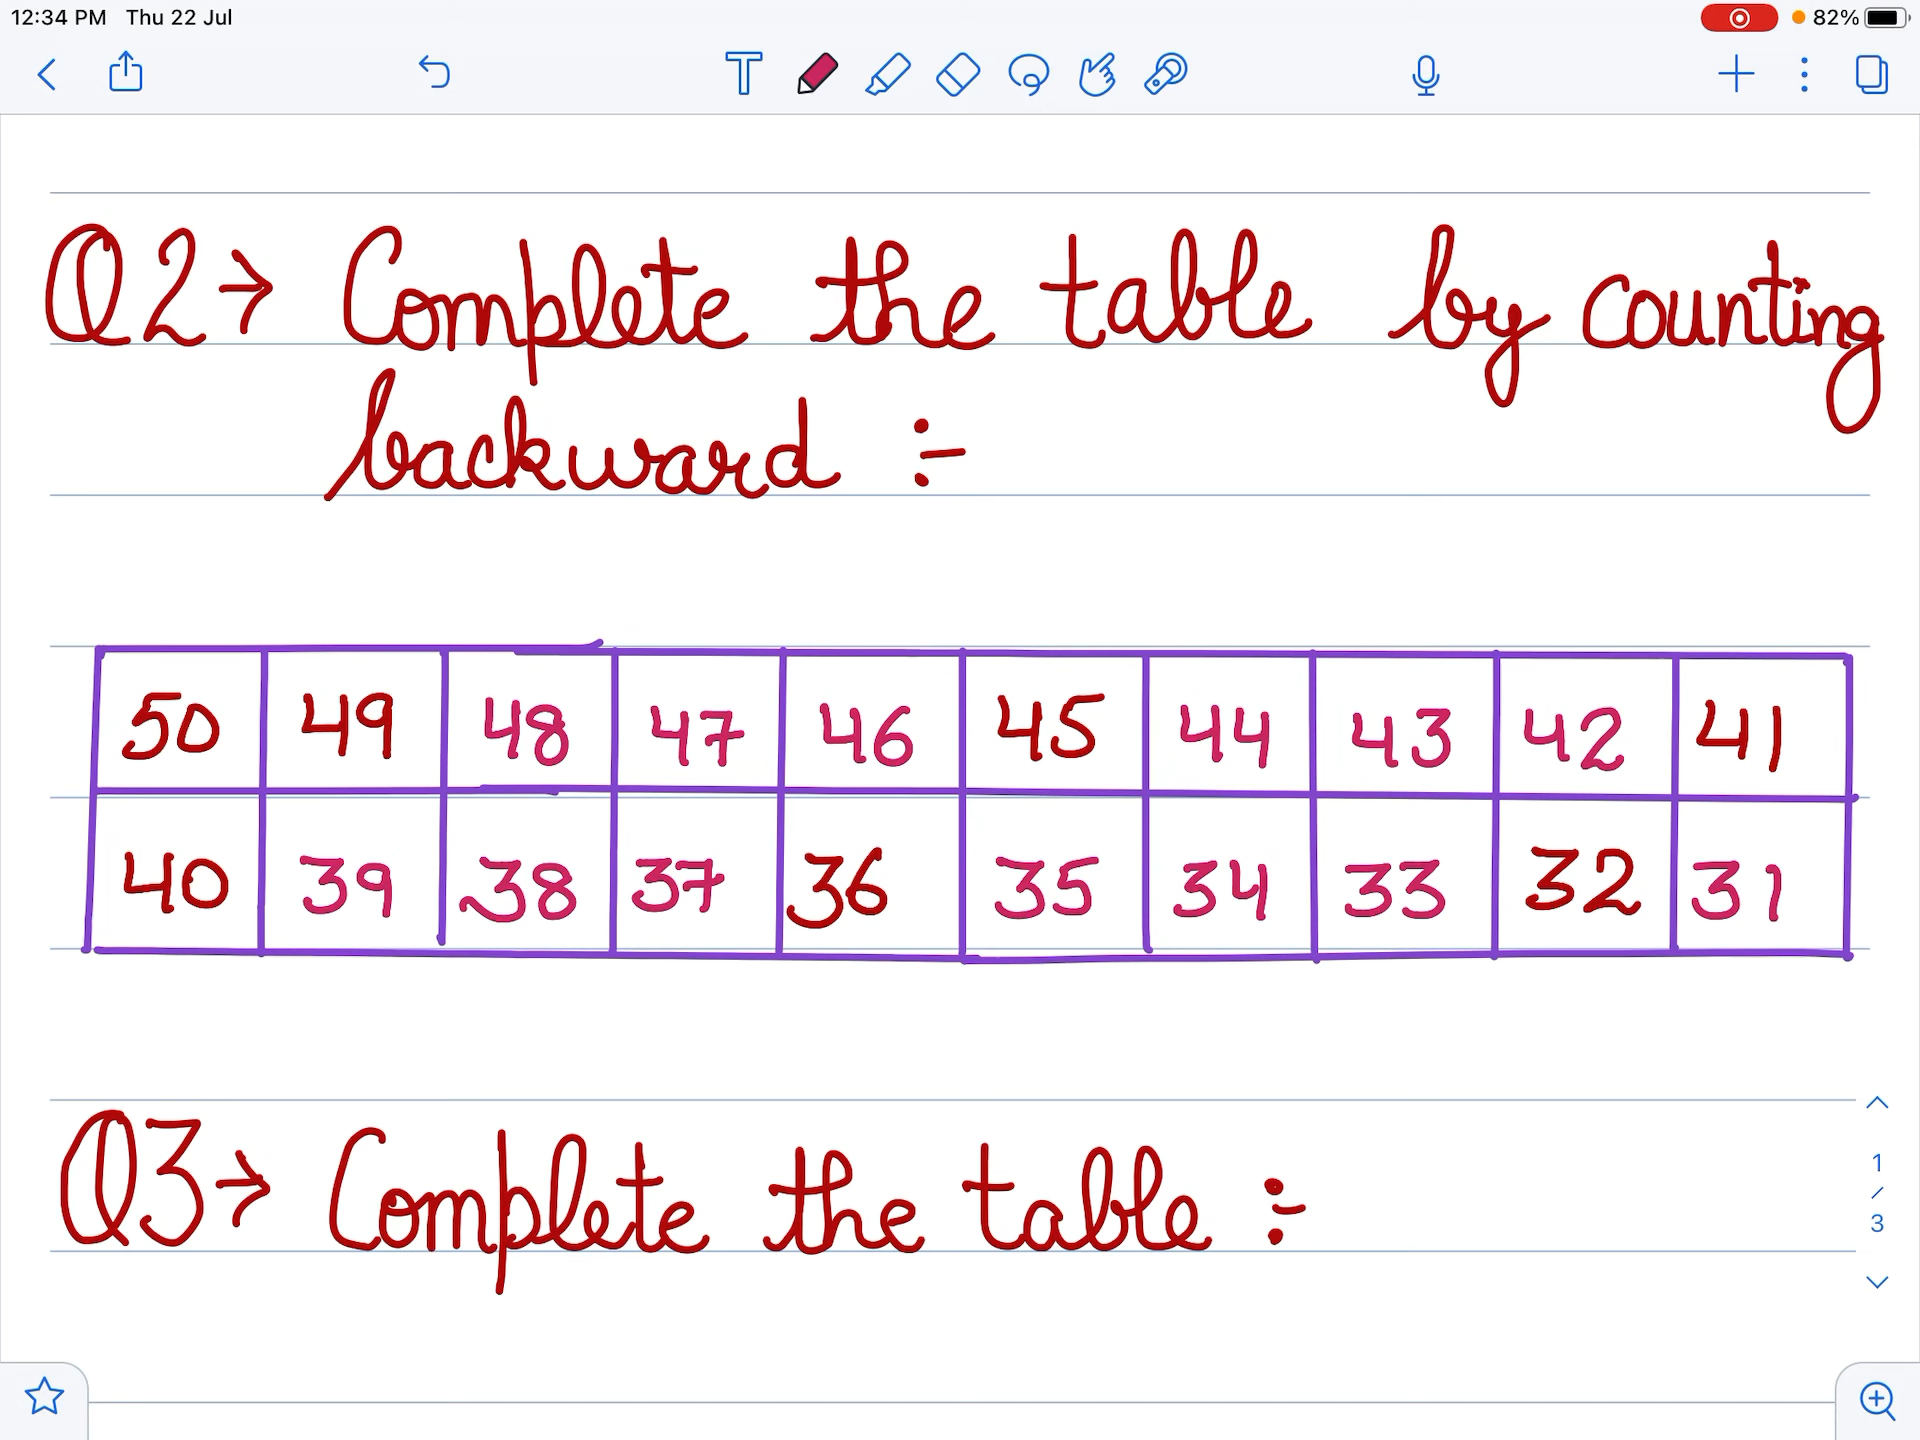 12:34 PM Thu 22 Jul 82%
Q2→ Complete the table by counting
backward :-
50 49 48 47 46 45 44 43 42 41
40 39 38 37 36 35 34 33 32 31
Q3→ Complete the table :-
1
/
3